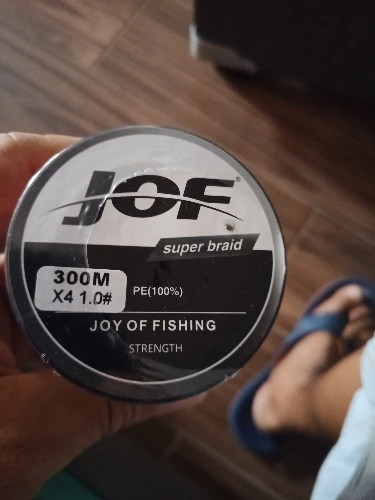 JOF®
super braid
300M
X4 1.0#
PE(100%)
JOY OF FISHING
STRENGTH